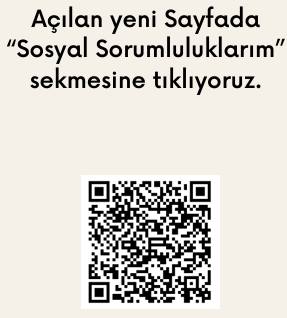 Açılan yeni Sayfada
“Sosyal Sorumluluklarım”
sekmesine tıklıyoruz.